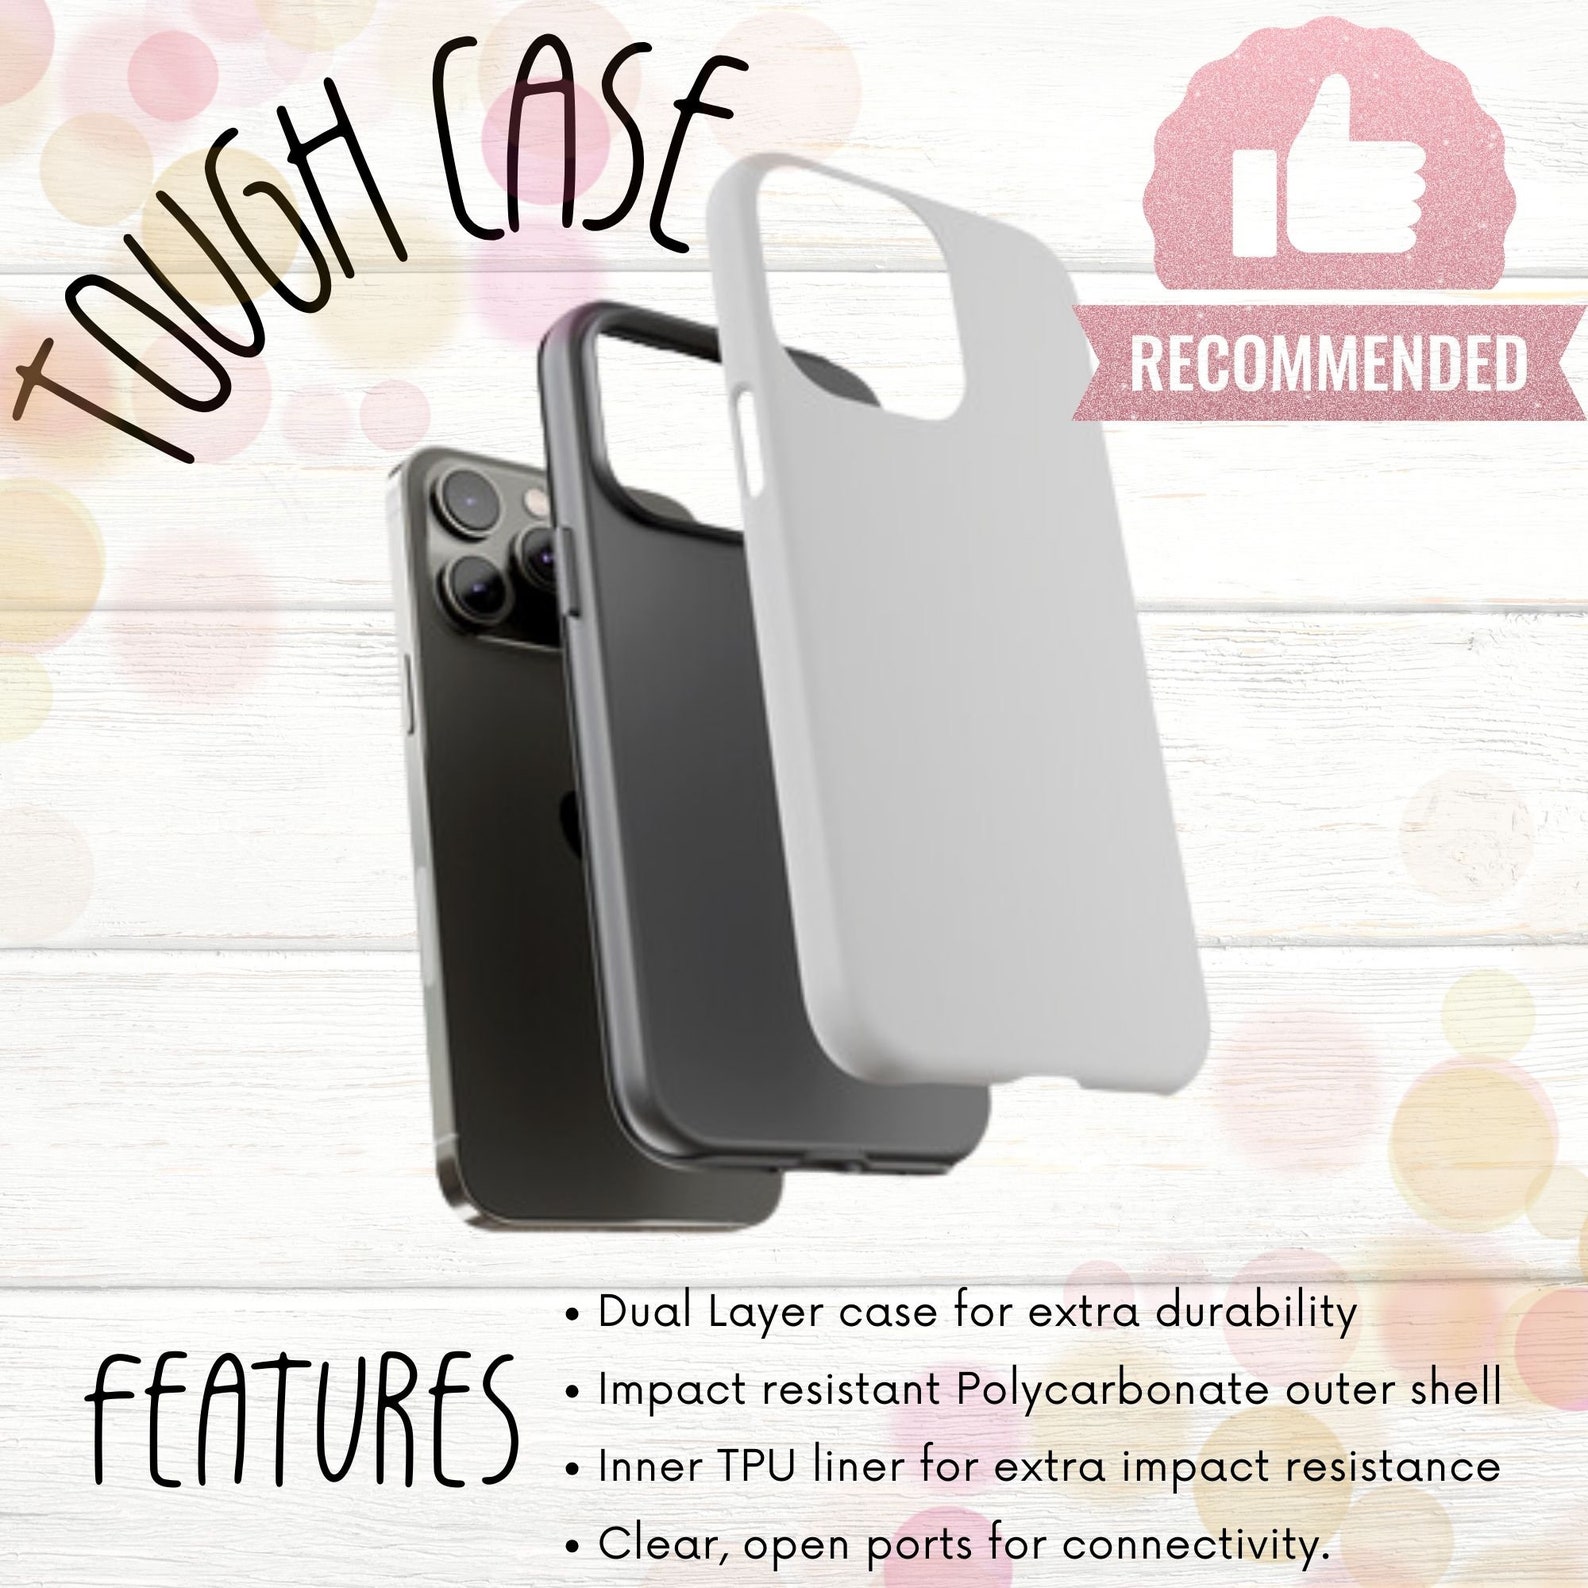 TOUGH CASE
RECOMMENDED
FEATURES
• Dual Layer case for extra durability
• Impact resistant Polycarbonate outer shell
• Inner TPU liner for extra impact resistance
• Clear, open ports for connectivity.